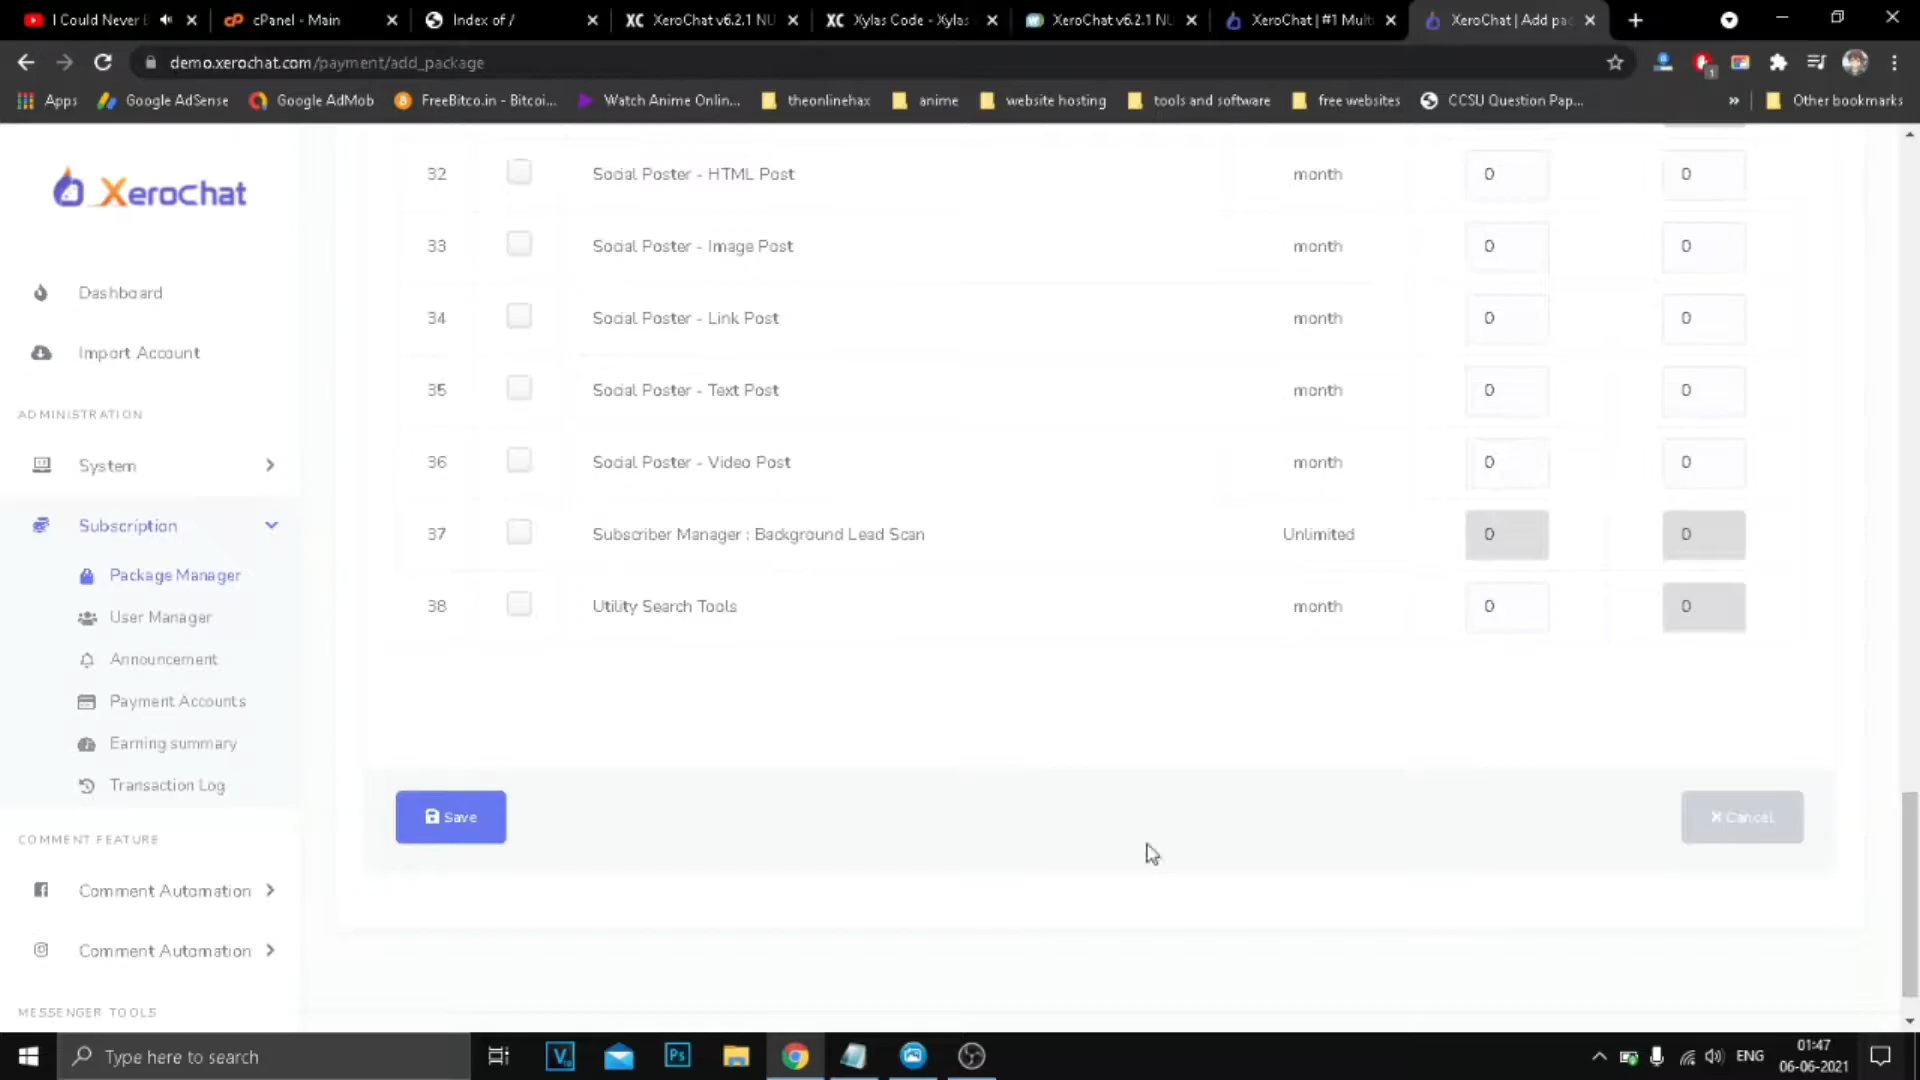 I Could Never B
cPanel - Main
Index of /
XC XeroChat v6.2.1 NU
XC Xylas Code - Xylas
XeroChat v6.2.1 NU
XeroChat | #1 Multi
XeroChat | Add pac
demo.xerochat.com/payment/add_package
Apps
Google AdSense
Google AdMob
FreeBitco.in - Bitcoi...
Watch Anime Onlin...
theonlinehax
anime
website hosting
tools and software
free websites
CCSU Question Pap...
»
Other bookmarks
XeroChat
Dashboard
Import Account
ADMINISTRATION
System
Subscription
Package Manager
User Manager
Announcement
Payment Accounts
Earning summary
Transaction Log
COMMENT FEATURE
Comment Automation
Comment Automation
MESSENGER TOOLS
32 Social Poster - HTML Post month 0 0
33 Social Poster - Image Post month 0 0
34 Social Poster - Link Post month 0 0
35 Social Poster - Text Post month 0 0
36 Social Poster - Video Post month 0 0
37 Subscriber Manager : Background Lead Scan Unlimited 0 0
38 Utility Search Tools month 0 0
Save
Cancel
Type here to search
Ps
ENG
01:47
06-06-2021